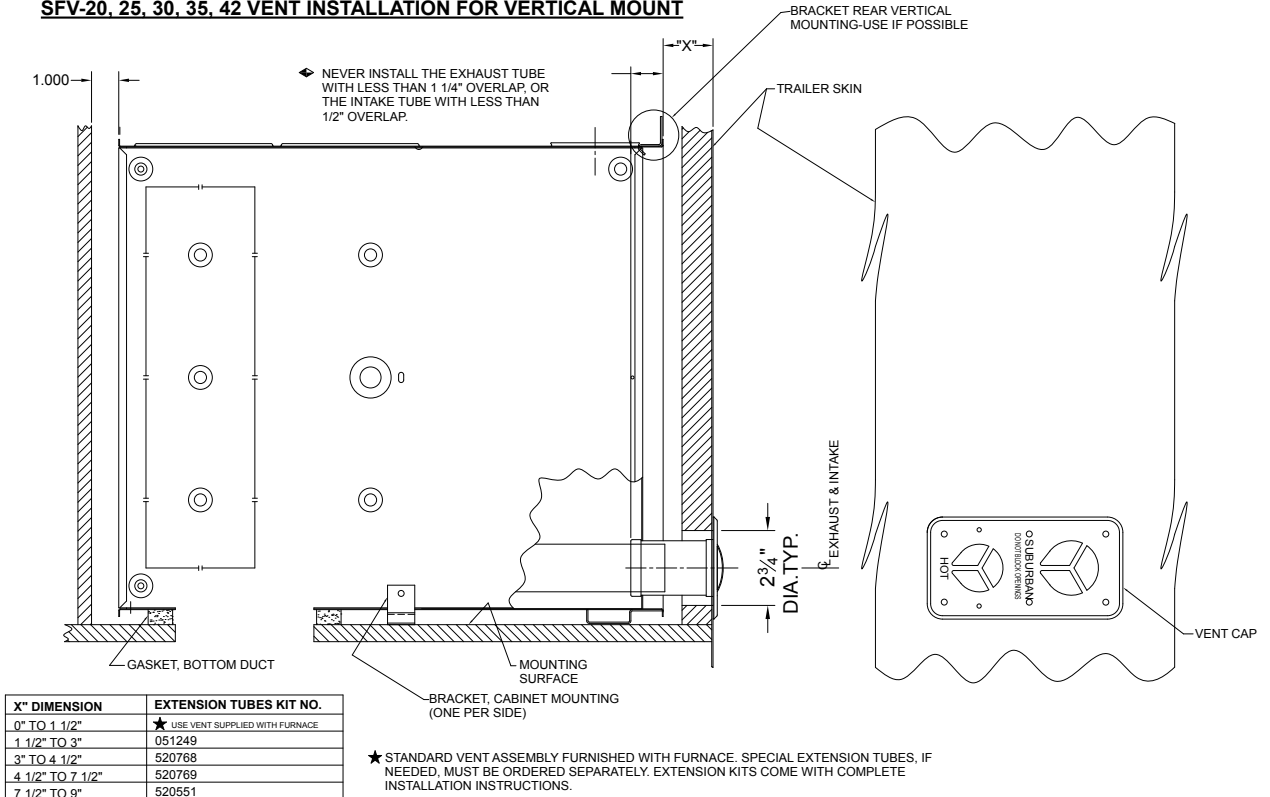 SFV-20, 25, 30, 35, 42 VENT INSTALLATION FOR VERTICAL MOUNT
BRACKET REAR VERTICAL
MOUNTING-USE IF POSSIBLE
"X"
1.000
NEVER INSTALL THE EXHAUST TUBE
WITH LESS THAN 1 1/4" OVERLAP, OR
THE INTAKE TUBE WITH LESS THAN
1/2" OVERLAP.
TRAILER SKIN
2 3/4"
DIA.TYP.
℄ EXHAUST & INTAKE
HOT
SUBURBAN
DO NOT BLOCK OPENINGS
VENT CAP
GASKET, BOTTOM DUCT
MOUNTING
SURFACE
BRACKET, CABINET MOUNTING
(ONE PER SIDE)
X" DIMENSION EXTENSION TUBES KIT NO.
0" TO 1 1/2" ★ USE VENT SUPPLIED WITH FURNACE
1 1/2" TO 3" 051249
3" TO 4 1/2" 520768
4 1/2" TO 7 1/2" 520769
7 1/2" TO 9" 520551
★ STANDARD VENT ASSEMBLY FURNISHED WITH FURNACE. SPECIAL EXTENSION TUBES, IF
NEEDED, MUST BE ORDERED SEPARATELY. EXTENSION KITS COME WITH COMPLETE
INSTALLATION INSTRUCTIONS.